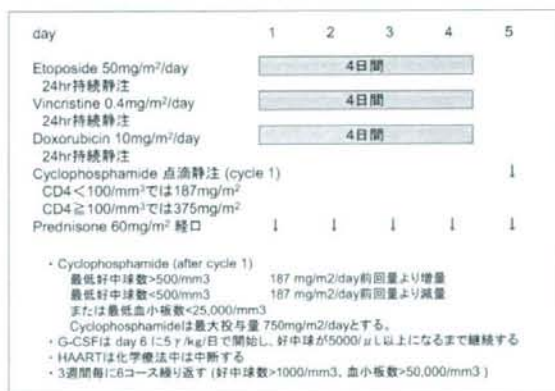 day 1 2 3 4 5
Etoposide 50mg/m²/day 4日間
24hr持続静注
Vincristine 0.4mg/m²/day 4日間
24hr持続静注
Doxorubicin 10mg/m²/day 4日間
24hr持続静注
Cyclophosphamide 点滴静注 (cycle 1) ↓
CD4<100/mm³では187mg/m²
CD4≧100/mm³では375mg/m²
Prednisone 60mg/m² 経口 ↓ ↓ ↓ ↓ ↓
・Cyclophosphamide (after cycle 1)
最低好中球数>500/mm3 187 mg/m2/day前回量より増量
最低好中球数<500/mm3 187 mg/m2/day前回量より減量
または最低血小板数<25,000/mm3
Cyclophosphamideは最大投与量 750mg/m2/dayとする。
・G-CSFは day 6 に5γ/kg/日で開始し、好中球が5000/μL以上になるまで継続する
・HAARTは化学療法中は中断する
・3週間毎に6コース繰り返す (好中球数>1000/mm3、血小板数>50,000/mm3 )